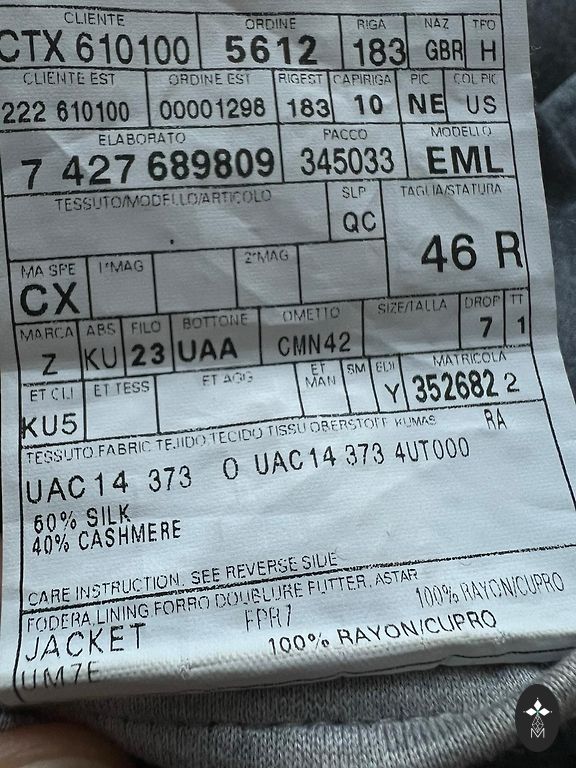 CLIENTE ORDINE RIGA NAZ TFO
CTX 610100 5612 183 GBR H
CLIENTE EST ORDINE EST RIGEST CAPIRIGA PIC COL PIC
222 610100 00001298 183 10 NE US
ELABORATO PACCO MODELLO
7 427 689809 345033 EML
TESSUTO/MODELLO/ARTICOLO SLP TAGLIA/STATURA
QC 46 R
MA SPE 1°MAG 2°MAG
CX
MARCA ABS FILO BOTTONE OMETTO SIZE/TALLA DROP TT
Z KU 23 UAA CMN42 7 1
ET CLI ET TESS ET AGG ET MAN SM EDI MATRICOLA
KU5 Y 352682 2
TESSUTO.FABRIC TEJIDO.TECIDO TISSU OBERSTOFF KUMAS RA
UAC14 373 O UAC14 373 4UT000
60% SILK
40% CASHMERE
CARE INSTRUCTION. SEE REVERSE SIDE
FODERA.LINING FORRO DOUBLURE FUTTER. ASTAR
JACKET 100% RAYON/CUPRO
100% RAYON/CUPRO
UM7E
M